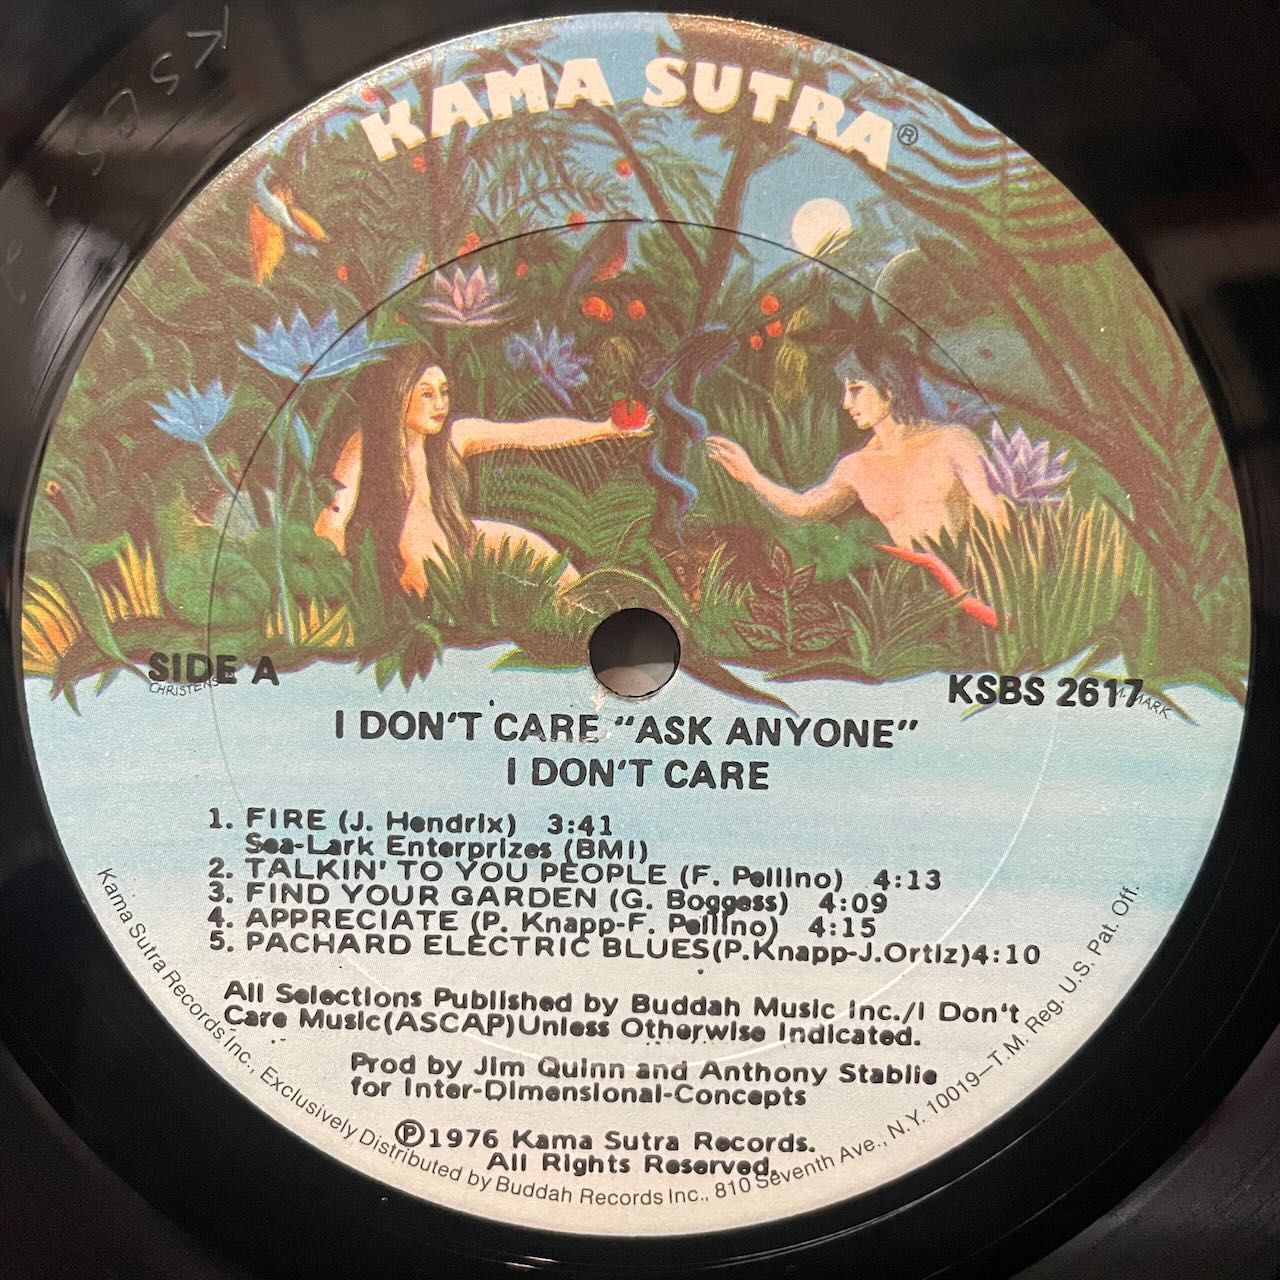 KAMA SUTRA®
SIDE A
KSBS 2617
I DON'T CARE "ASK ANYONE"
I DON'T CARE
1. FIRE (J. Hendrix) 3:41
Sea-Lark Enterprizes (BMI)
2. TALKIN' TO YOU PEOPLE (F. Pellino) 4:13
3. FIND YOUR GARDEN (G. Boggess) 4:09
4. APPRECIATE (P. Knapp-F. Pellino) 4:15
5. PACHARD ELECTRIC BLUES(P.Knapp-J.Ortiz)4:10
All Selections Published by Buddah Music Inc./I Don't
Care Music(ASCAP)Unless Otherwise Indicated.
Prod by Jim Quinn and Anthony Stablie
for Inter-Dimensional-Concepts
℗1976 Kama Sutra Records.
All Rights Reserved.
Kama Sutra Records Inc., Exclusively Distributed by Buddah Records Inc., 810 Seventh Ave., N.Y. 10019–T.M. Reg. U.S. Pat. Off.